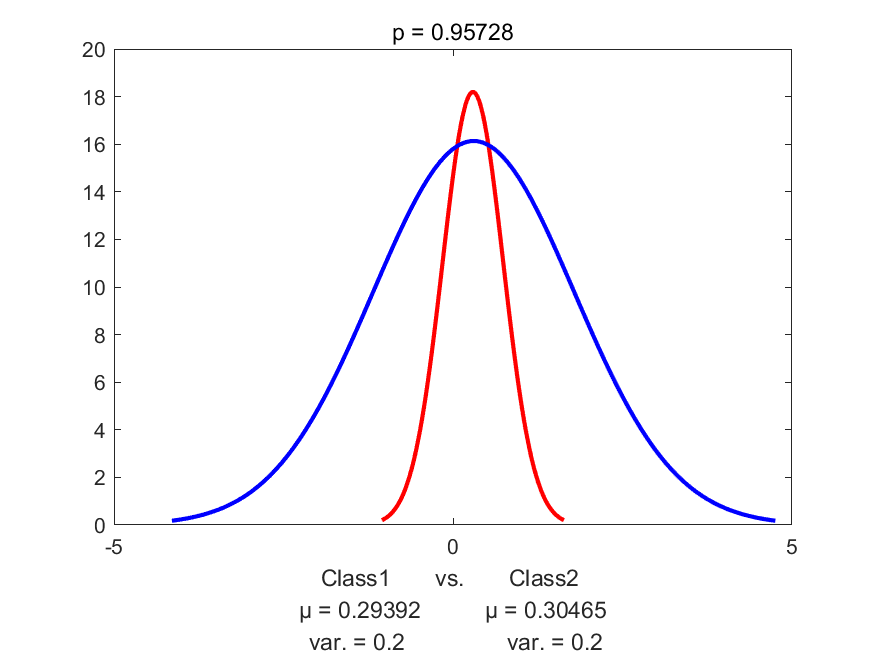 p = 0.95728
20
18
16
14
12
10
8
6
4
2
0
-5 0 5
Class1 vs. Class2
μ = 0.29392 μ = 0.30465
var. = 0.2 var. = 0.2